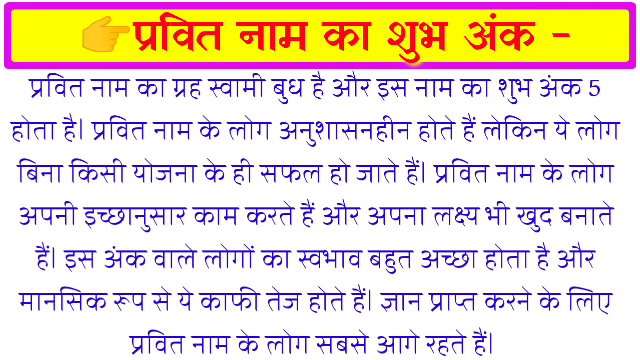 👉प्रवित नाम का शुभ अंक -
प्रवित नाम का ग्रह स्वामी बुध है और इस नाम का शुभ अंक 5
होता है। प्रवित नाम के लोग अनुशासनहीन होते हैं लेकिन ये लोग
बिना किसी योजना के ही सफल हो जाते हैं। प्रवित नाम के लोग
अपनी इच्छानुसार काम करते हैं और अपना लक्ष्य भी खुद बनाते
हैं। इस अंक वाले लोगों का स्वभाव बहुत अच्छा होता है और
मानसिक रूप से ये काफी तेज होते हैं। ज्ञान प्राप्त करने के लिए
प्रवित नाम के लोग सबसे आगे रहते हैं।